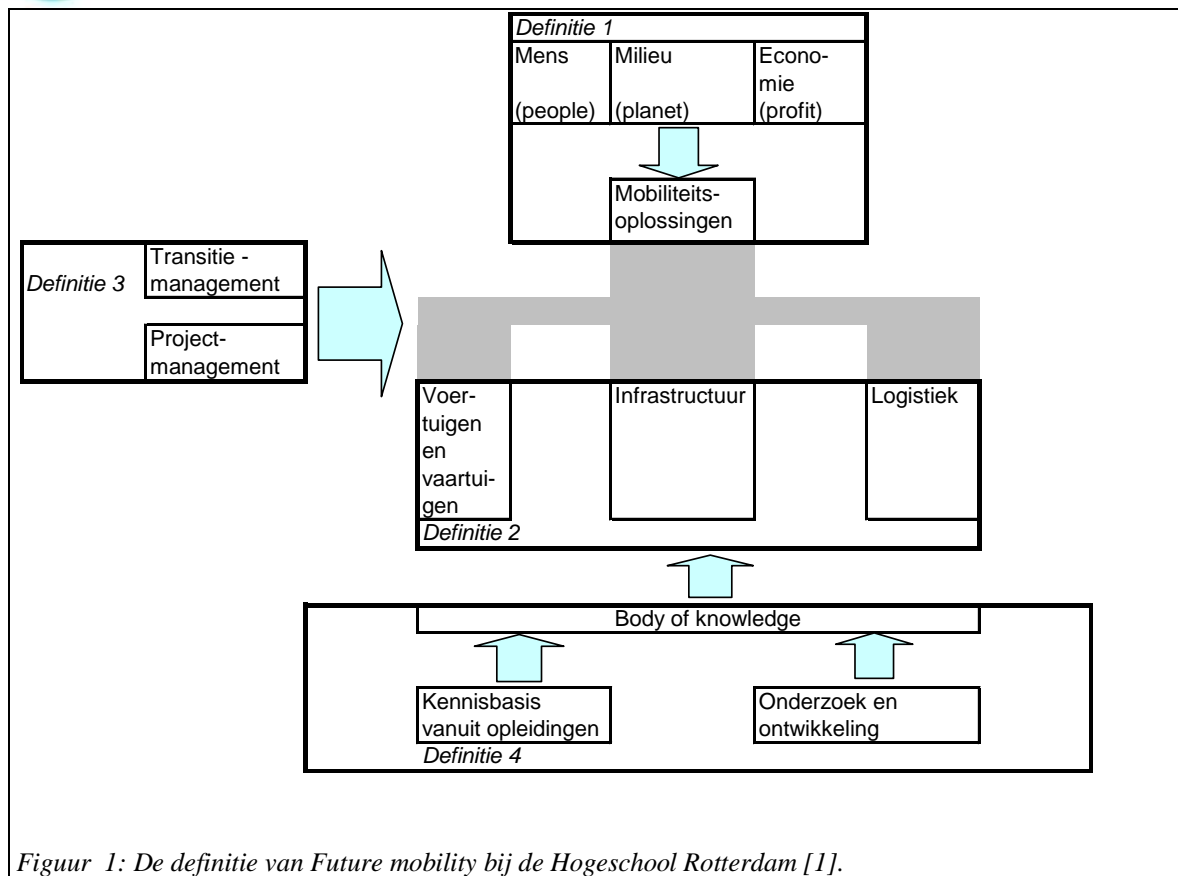 Definitie 1
Mens
(people)
Milieu
(planet)
Econo-
mie
(profit)
Mobiliteits-
oplossingen
Definitie 3
Transitie -
management
Project-
management
Voer-
tuigen
en
vaartui-
gen
Infrastructuur
Logistiek
Definitie 2
Body of knowledge
Kennisbasis
vanuit opleidingen
Onderzoek en
ontwikkeling
Definitie 4
Figuur 1: De definitie van Future mobility bij de Hogeschool Rotterdam [1].